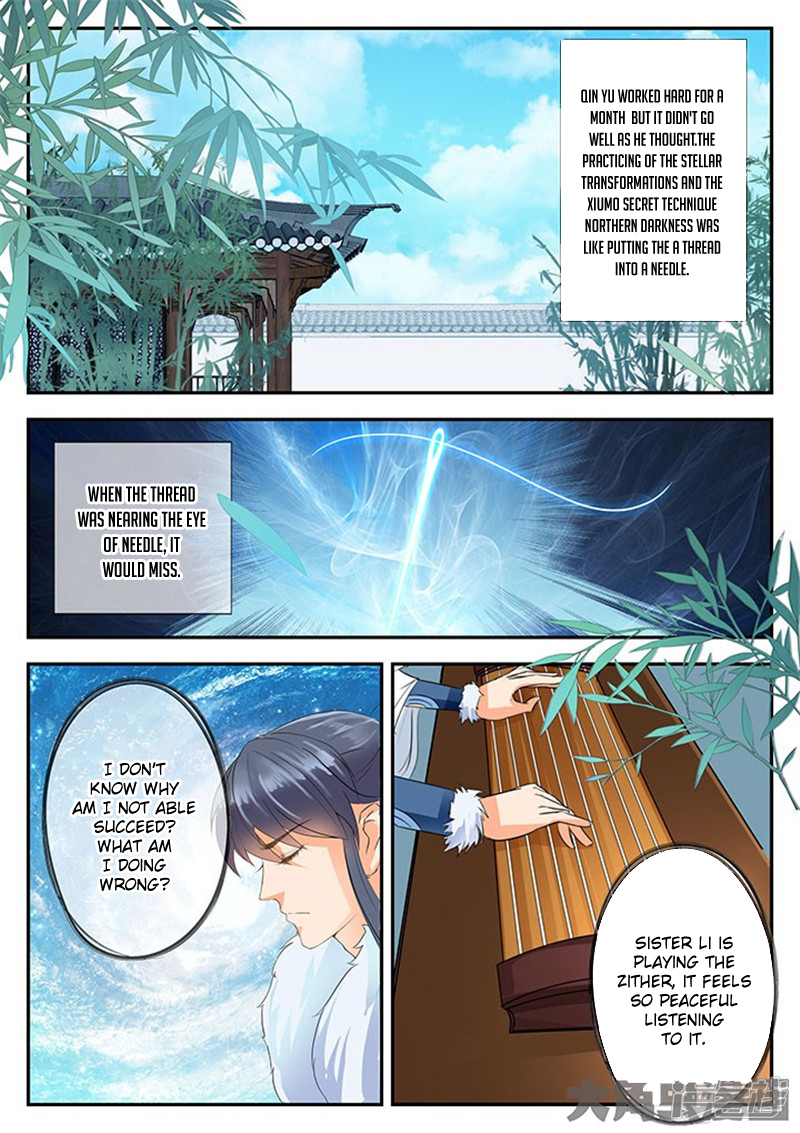 QIN YU WORKED HARD FOR A
MONTH BUT IT DIDN'T GO
WELL AS HE THOUGHT.THE
PRACTICING OF THE STELLAR
TRANSFORMATIONS AND THE
XIUMO SECRET TECHNIQUE
NORTHERN DARKNESS WAS
LIKE PUTTING THE A THREAD
INTO A NEEDLE.
WHEN THE THREAD
WAS NEARING THE EYE
OF NEEDLE, IT
WOULD MISS.
I DON'T
KNOW WHY
AM I NOT ABLE
SUCCEED?
WHAT AM
I DOING
WRONG?
SISTER LI IS
PLAYING THE
ZITHER, IT FEELS
SO PEACEFUL
LISTENING
TO IT.
大角